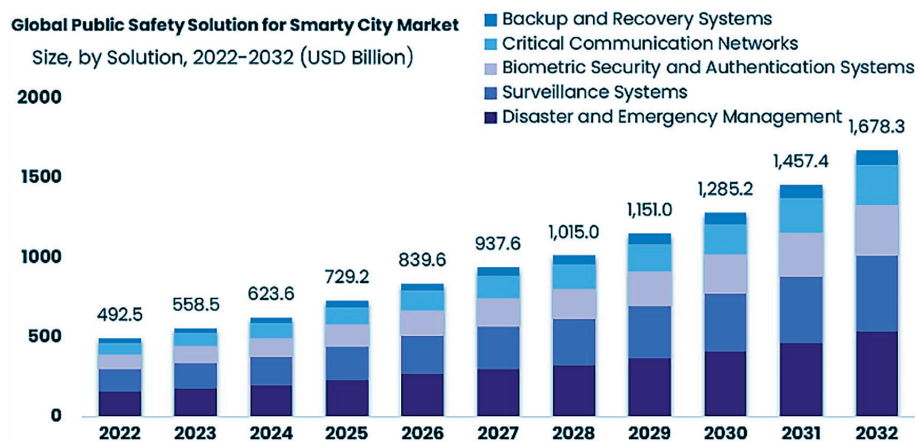 Global Public Safety Solution for Smarty City Market
Size, by Solution, 2022-2032 (USD Billion)
Backup and Recovery Systems
Critical Communication Networks
Biometric Security and Authentication Systems
Surveillance Systems
Disaster and Emergency Management
2000
1500
1000
500
0
492.5
558.5
623.6
729.2
839.6
937.6
1,015.0
1,151.0
1,285.2
1,457.4
1,678.3
2022 2023 2024 2025 2026 2027 2028 2029 2030 2031 2032